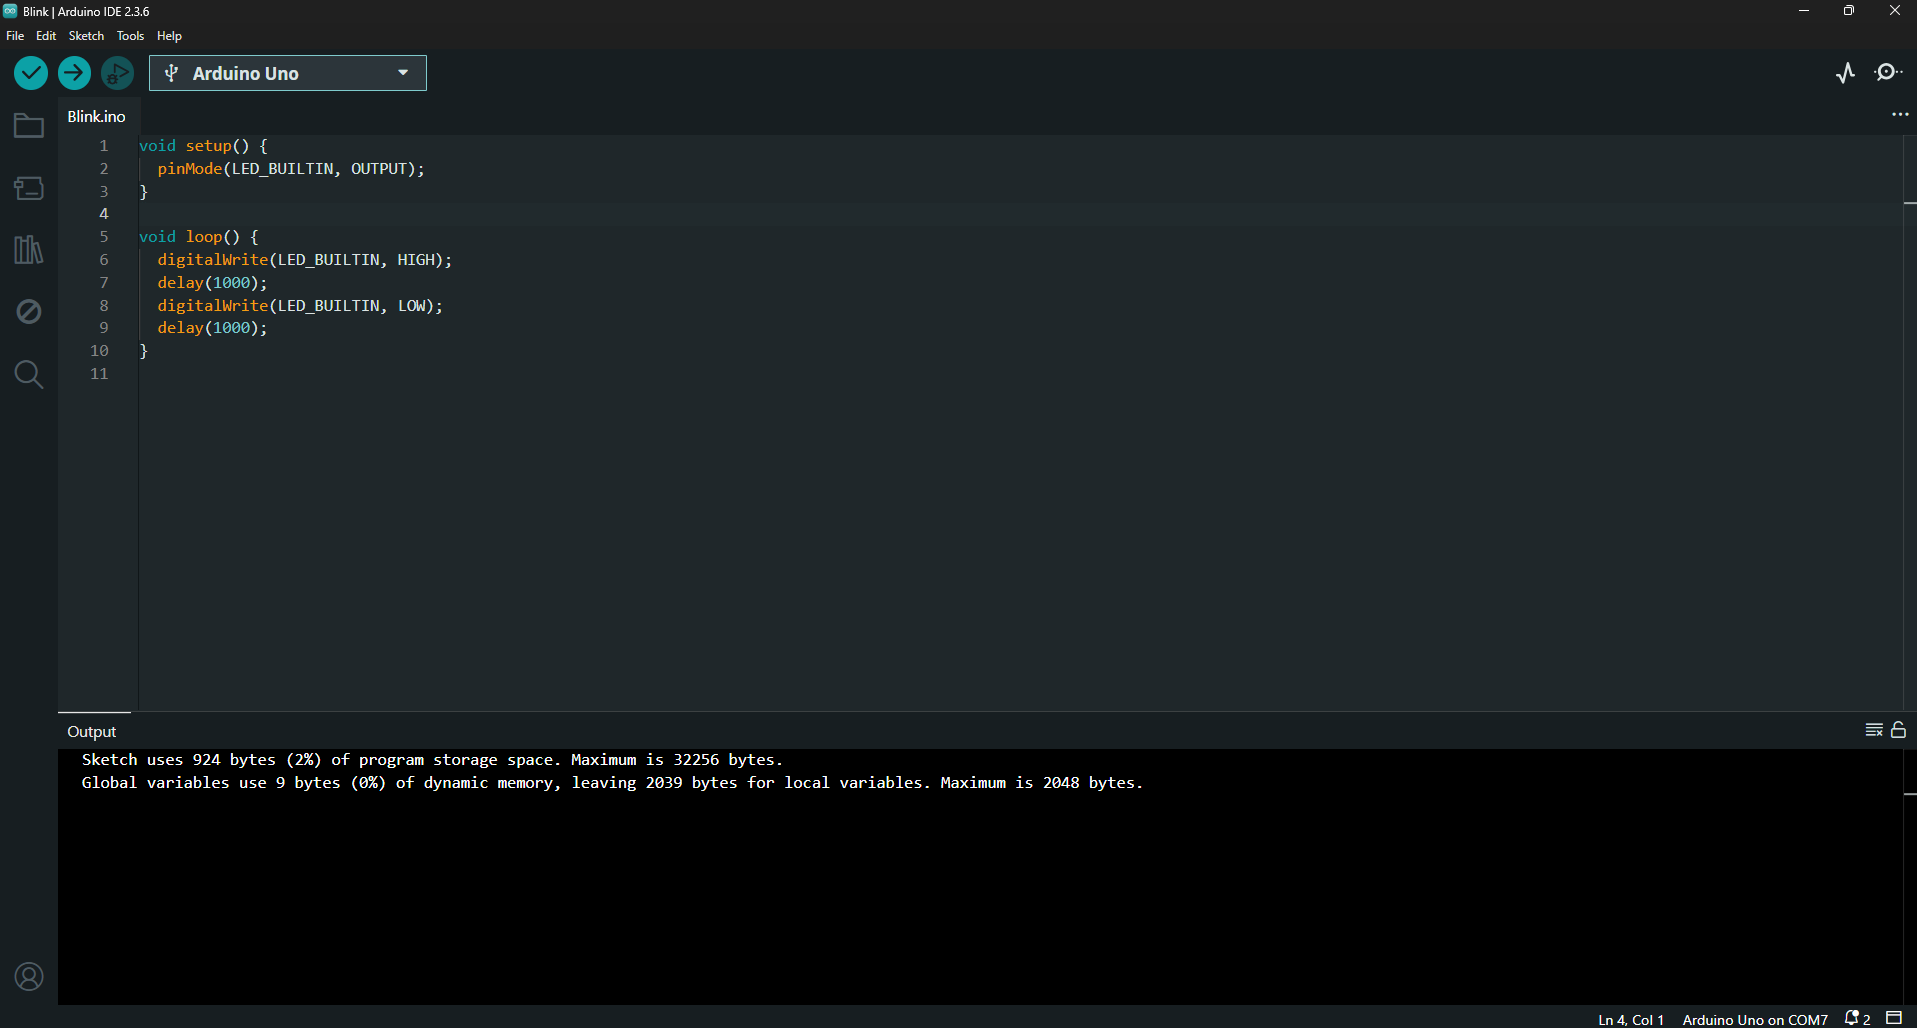 Blink | Arduino IDE 2.3.6
File Edit Sketch Tools Help
Arduino Uno
Blink.ino
1 void setup() {
2   pinMode(LED_BUILTIN, OUTPUT);
3 }
4
5 void loop() {
6   digitalWrite(LED_BUILTIN, HIGH);
7   delay(1000);
8   digitalWrite(LED_BUILTIN, LOW);
9   delay(1000);
10 }
11
Output
Sketch uses 924 bytes (2%) of program storage space. Maximum is 32256 bytes.
Global variables use 9 bytes (0%) of dynamic memory, leaving 2039 bytes for local variables. Maximum is 2048 bytes.
Ln 4, Col 1 Arduino Uno on COM7 2